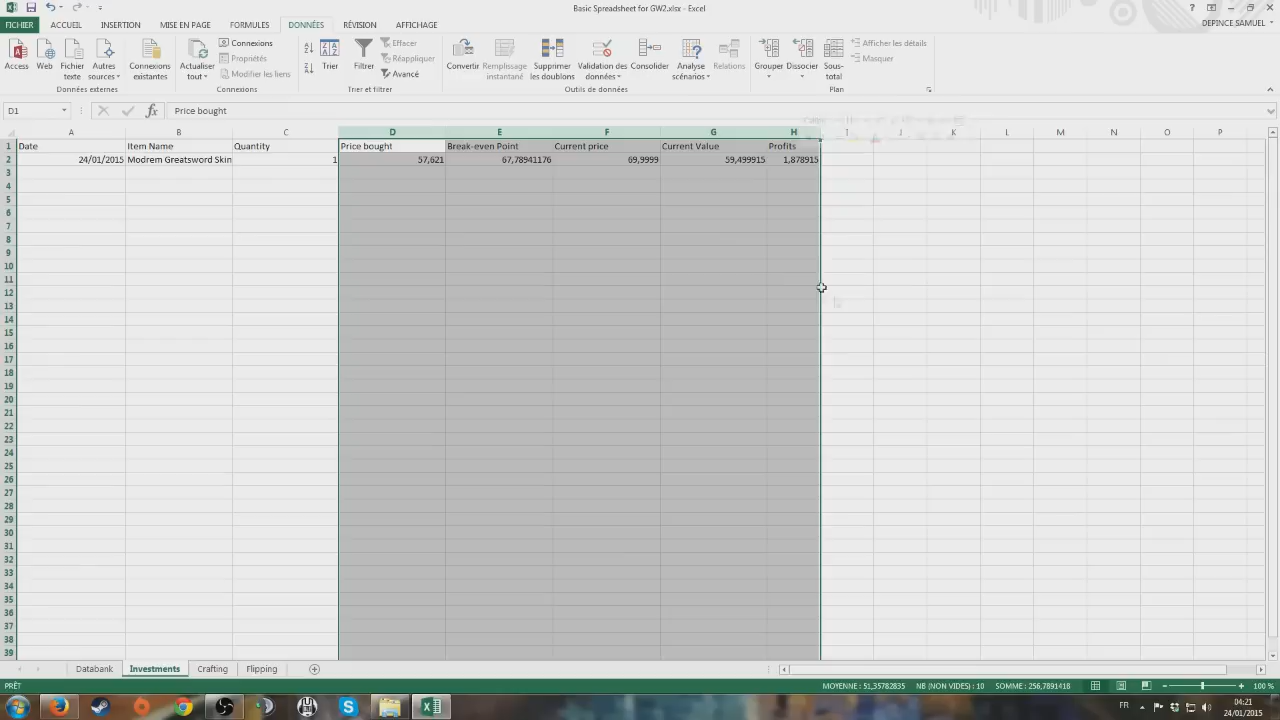 Basic Spreadsheet for GW2.xlsx - Excel
FICHIER ACCUEIL INSERTION MISE EN PAGE FORMULES DONNÉES RÉVISION AFFICHAGE DEPINCE SAMUEL
Access
Web
Fichier texte
Autres sources
Connexions existantes
Données externes
Actualiser tout
Connexions
Propriétés
Modifier les liens
Connexions
Trier
Filtrer
Effacer
Réappliquer
Avancé
Trier et filtrer
Convertir
Remplissage instantané
Supprimer les doublons
Validation des données
Consolider
Analyse scénarios
Relations
Outils de données
Grouper
Dissocier
Sous-total
Afficher les détails
Masquer
Plan
D1 fx Price bought
A B C D E F G H I J K L M N O P
1 Date Item Name Quantity Price bought Break-even Point Current price Current Value Profits
2 24/01/2015 Modrem Greatsword Skin 1 57,621 67,78941176 69,9999 59,499915 1,878915
3
4
5
6
7
8
9
10
11
12
13
14
15
16
17
18
19
20
21
22
23
24
25
26
27
28
29
30
31
32
33
34
35
36
37
38
39
Databank Investments Crafting Flipping
PRÊT MOYENNE : 51,35782835 NB (NON VIDES) : 10 SOMME : 256,7891418 100 %
FR 04:21
24/01/2015